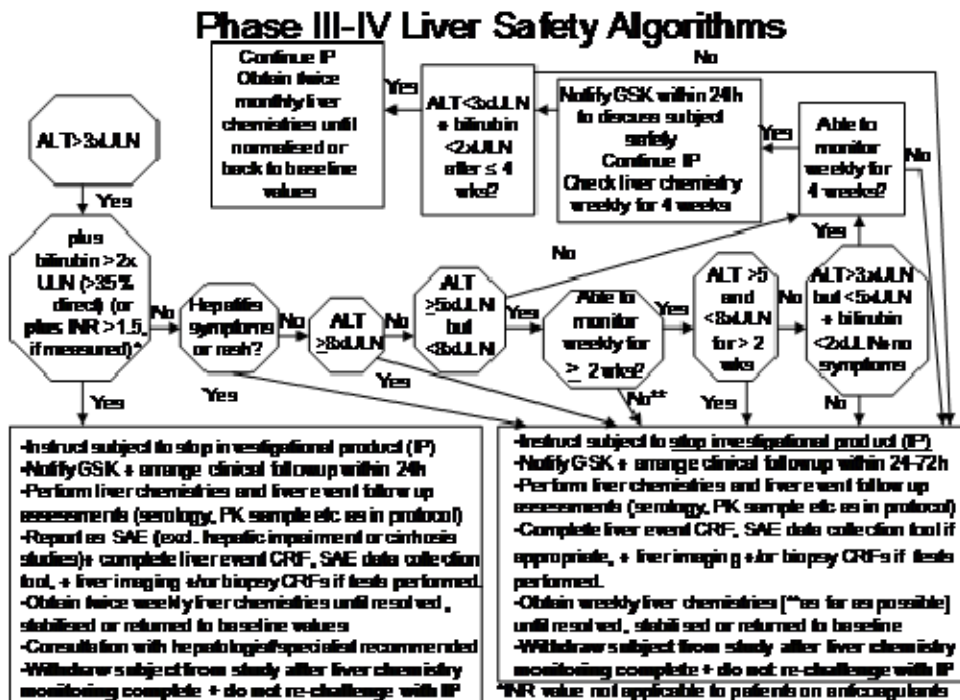 Phase III-IV Liver Safety Algorithms
Continue IP
Obtain twice
monthly liver
chemistries until
normalised or
back to baseline
values
Yes
ALT<3xULN
+ bilirubin
<2xULN
after ≤ 4
wks?
No
Notify GSK within 24h
to discuss subject
safety
Continue IP
Check liver chemistry
weekly for 4 weeks
Yes
Able to
monitor
weekly for
4 weeks?
No
ALT>3xULN
Yes
plus
bilirubin >2x
ULN (>35%
direct) (or
plus INR >1.5,
if measured)*
No
Hepatitis
symptoms
or rash?
No
ALT
≥8xULN
No
ALT
≥5xULN
but
<8xULN
No
Yes
Able to
monitor
weekly for
≥ 2 wks?
Yes
ALT >5
and
<8xULN
for > 2
wks
No
ALT>3xULN
but <5xULN
+ bilirubin
<2xULN no
symptoms
Yes
Yes
Yes
Yes
No**
Yes
No
-Instruct subject to stop investigational product (IP)
-Notify GSK + arrange clinical followup within 24h
-Perform liver chemistries and liver event follow up
assessments (serology, PK sample etc as in protocol)
-Report as SAE (excl. hepatic impairment or cirrhosis
studies)+ complete liver event CRF, SAE data collection
tool, + liver imaging +/or biopsy CRFs if tests performed.
-Obtain twice weekly liver chemistries until resolved,
stabilised or returned to baseline values
-Consultation with hepatologist/specialist recommended
-Withdraw subject from study after liver chemistry
monitoring complete + do not re-challenge with IP
-Instruct subject to stop investigational product (IP)
-Notify GSK + arrange clinical followup within 24-72h
-Perform liver chemistries and liver event follow up
assessments (serology, PK sample etc as in protocol)
-Complete liver event CRF, SAE data collection tool if
appropriate, + liver imaging +/or biopsy CRFs if tests
performed.
-Obtain weekly liver chemistries [**as far as possible]
until resolved, stabilised or returned to baseline
-Withdraw subject from study after liver chemistry
monitoring complete + do not re-challenge with IP
*INR value not applicable to patients on anticoagulants